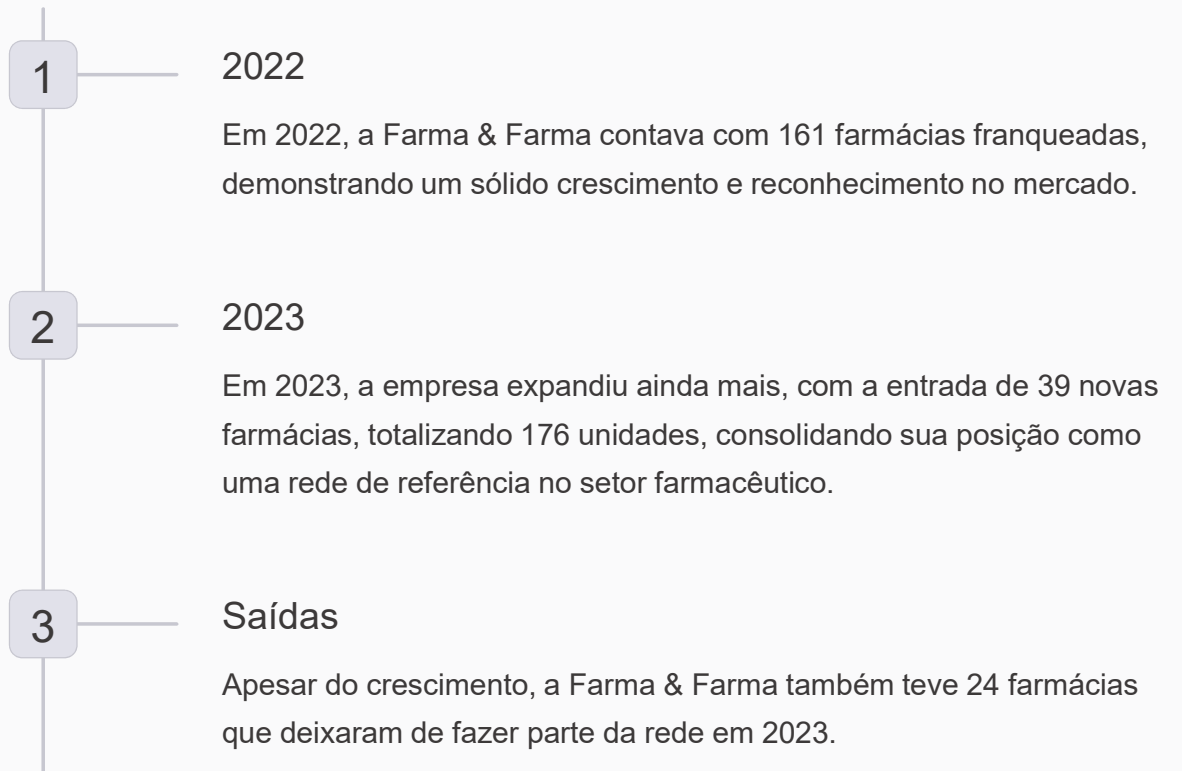 1
2022
Em 2022, a Farma & Farma contava com 161 farmácias franqueadas,
demonstrando um sólido crescimento e reconhecimento no mercado.
2
2023
Em 2023, a empresa expandiu ainda mais, com a entrada de 39 novas
farmácias, totalizando 176 unidades, consolidando sua posição como
uma rede de referência no setor farmacêutico.
3
Saídas
Apesar do crescimento, a Farma & Farma também teve 24 farmácias
que deixaram de fazer parte da rede em 2023.